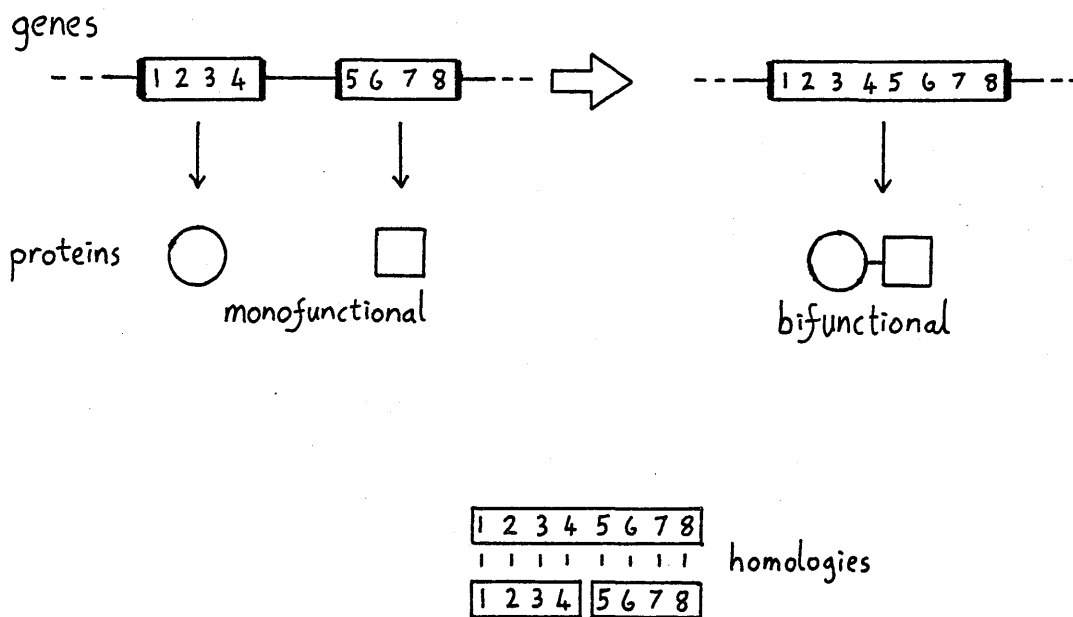 genes
1 2 3 4 5 6 7 8 1 2 3 4 5 6 7 8
proteins
monofunctional
bifunctional
1 2 3 4 5 6 7 8
homologies
1 2 3 4 5 6 7 8